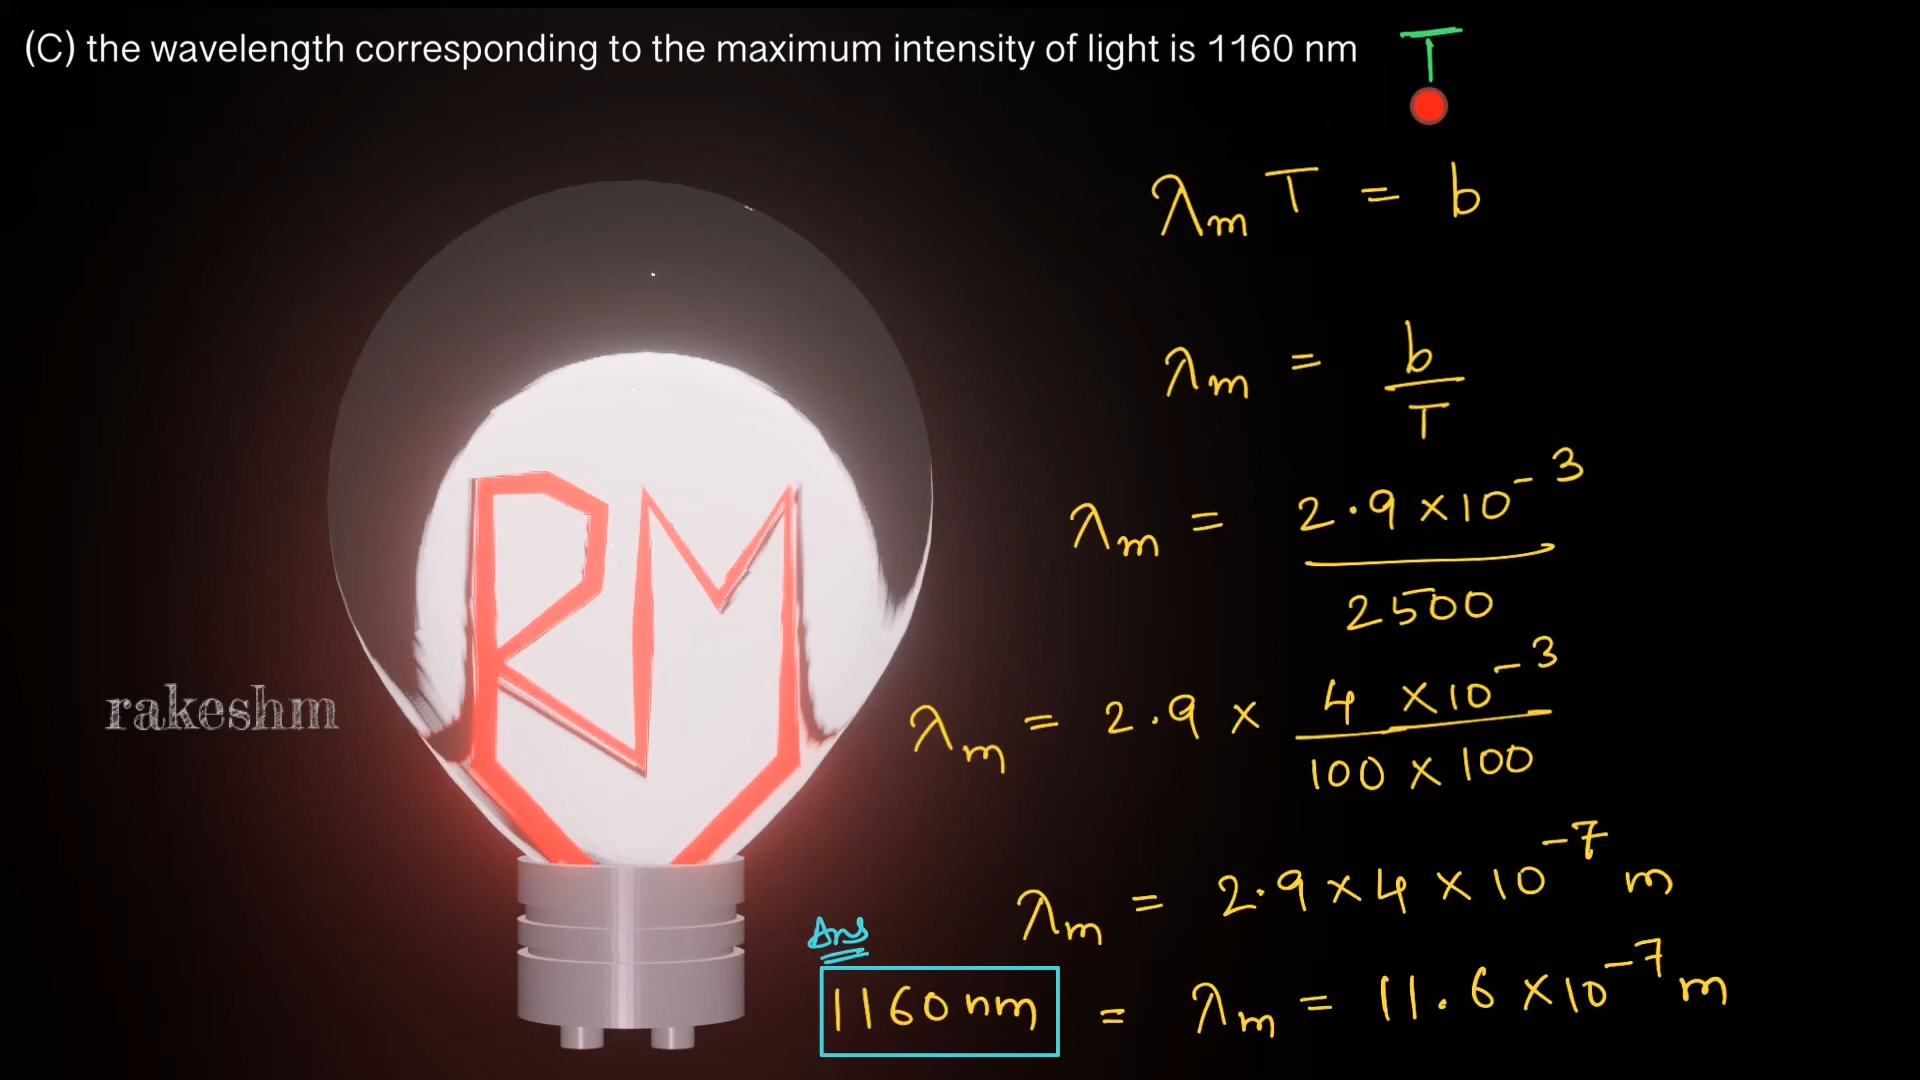 (C) the wavelength corresponding to the maximum intensity of light is 1160 nm
T
λₘ T = b
λₘ = b/T
λₘ = 2.9 × 10⁻³ / 2500
RM
rakeshm
λₘ = 2.9 × 4 × 10⁻³ / 100 × 100
λₘ = 2.9 × 4 × 10⁻⁷ m
Ans
1160 nm = λₘ = 11.6 × 10⁻⁷ m